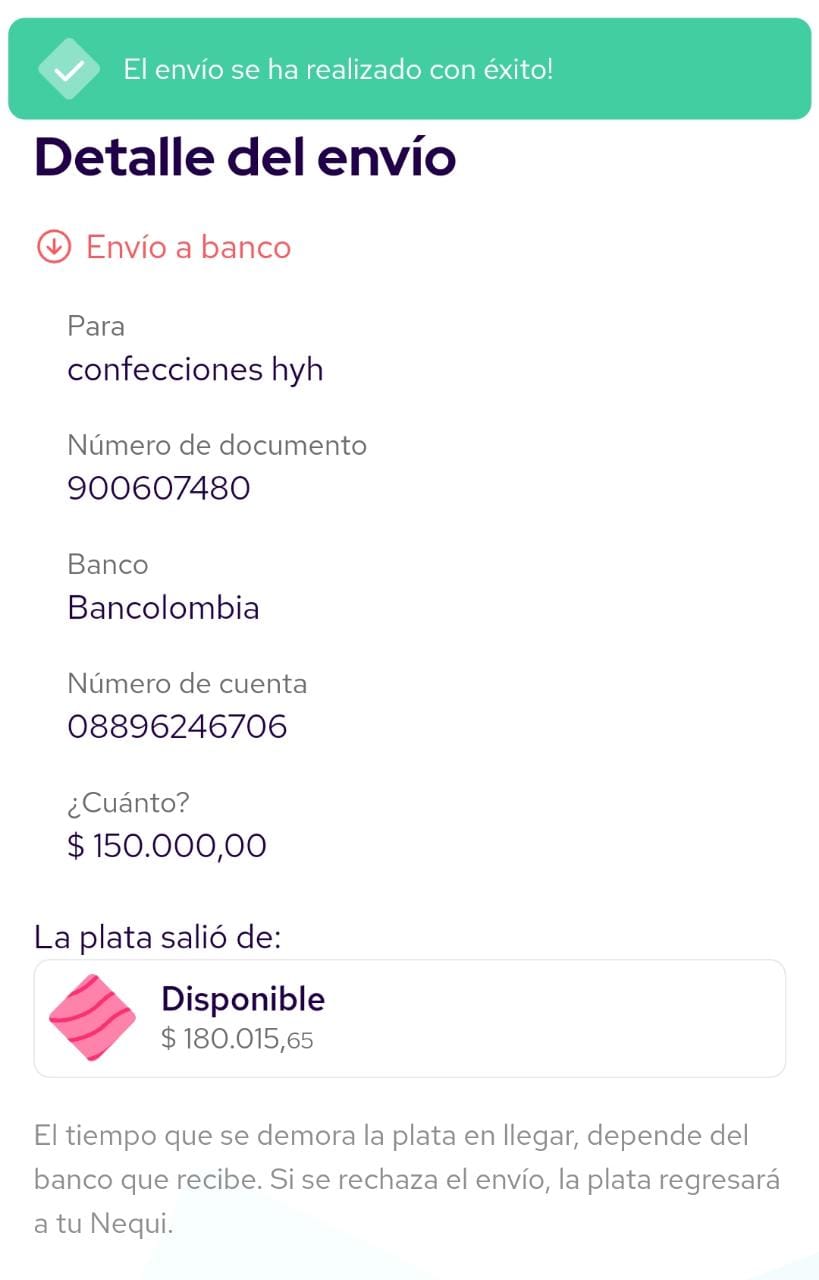 El envío se ha realizado con éxito!
Detalle del envío
Envío a banco
Para
confecciones hyh
Número de documento
900607480
Banco
Bancolombia
Número de cuenta
08896246706
¿Cuánto?
$ 150.000,00
La plata salió de:
Disponible
$ 180.015,65
El tiempo que se demora la plata en llegar, depende del
banco que recibe. Si se rechaza el envío, la plata regresará
a tu Nequi.